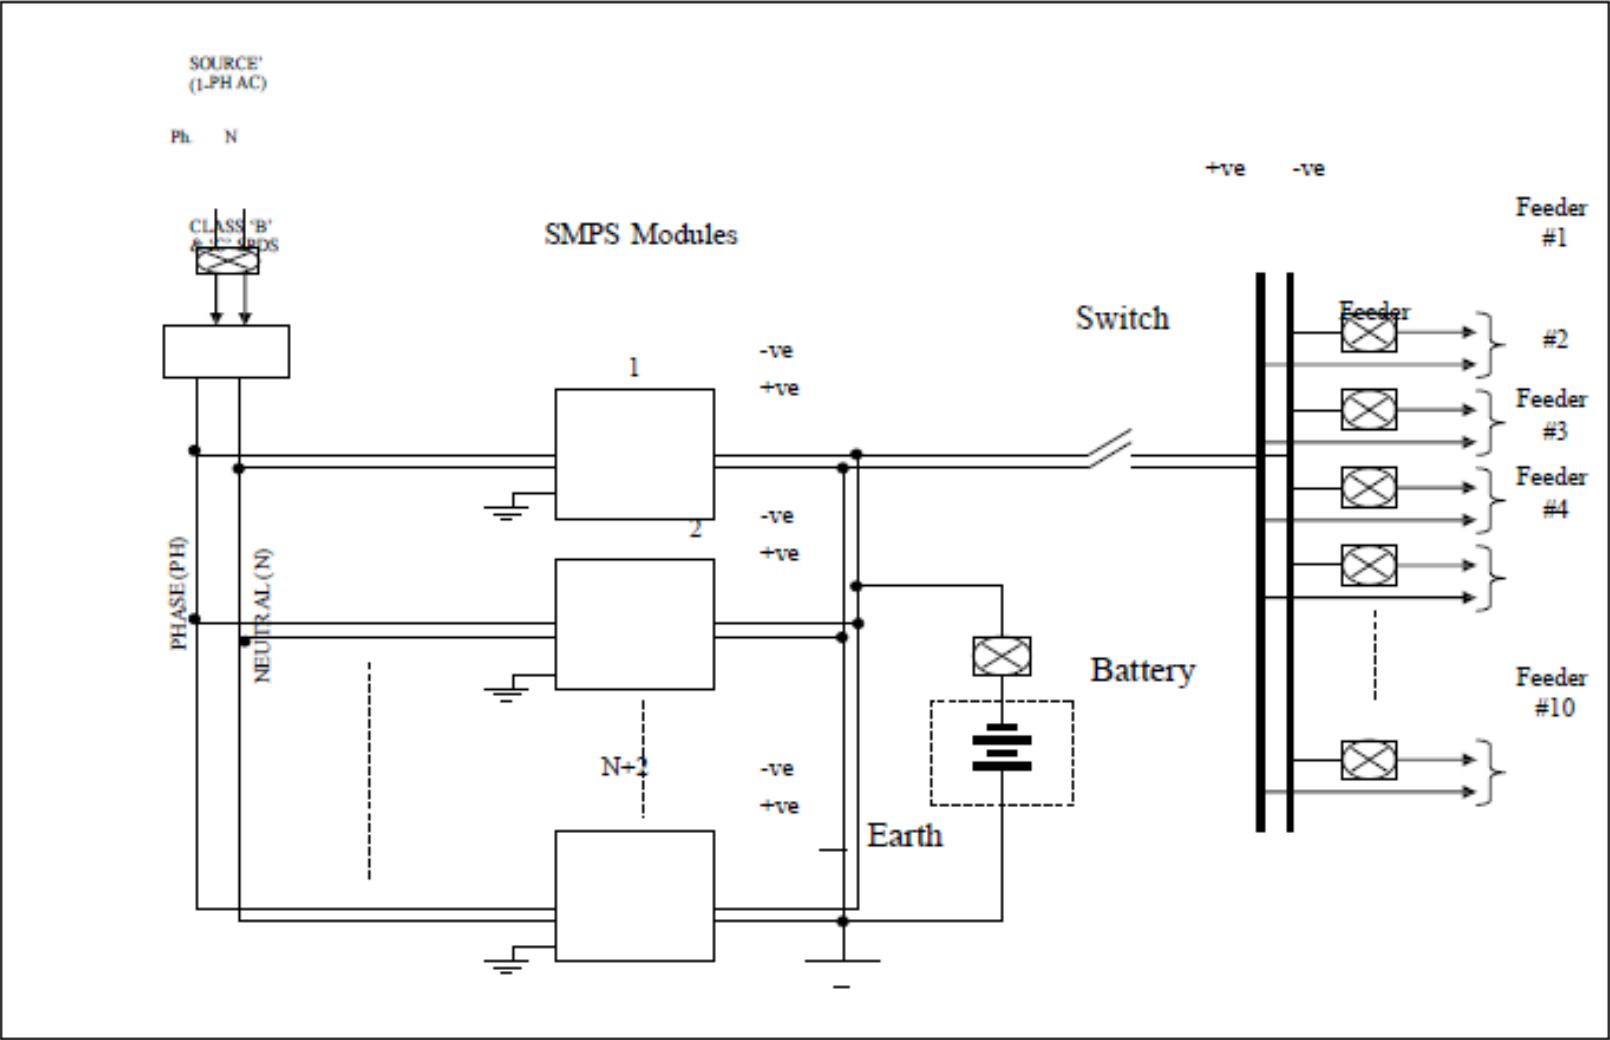 SOURCE'
(1-PH AC)
Ph. N
CLASS 'B'
& 'C' SPDS
SMPS Modules
+ve -ve
Feeder
#1
Switch
Feeder
#2
1
-ve
+ve
Feeder
#3
Feeder
#4
2
-ve
+ve
PHASE (PH)
NEUTRAL (N)
Battery
Feeder
#10
N+2
-ve
+ve
Earth